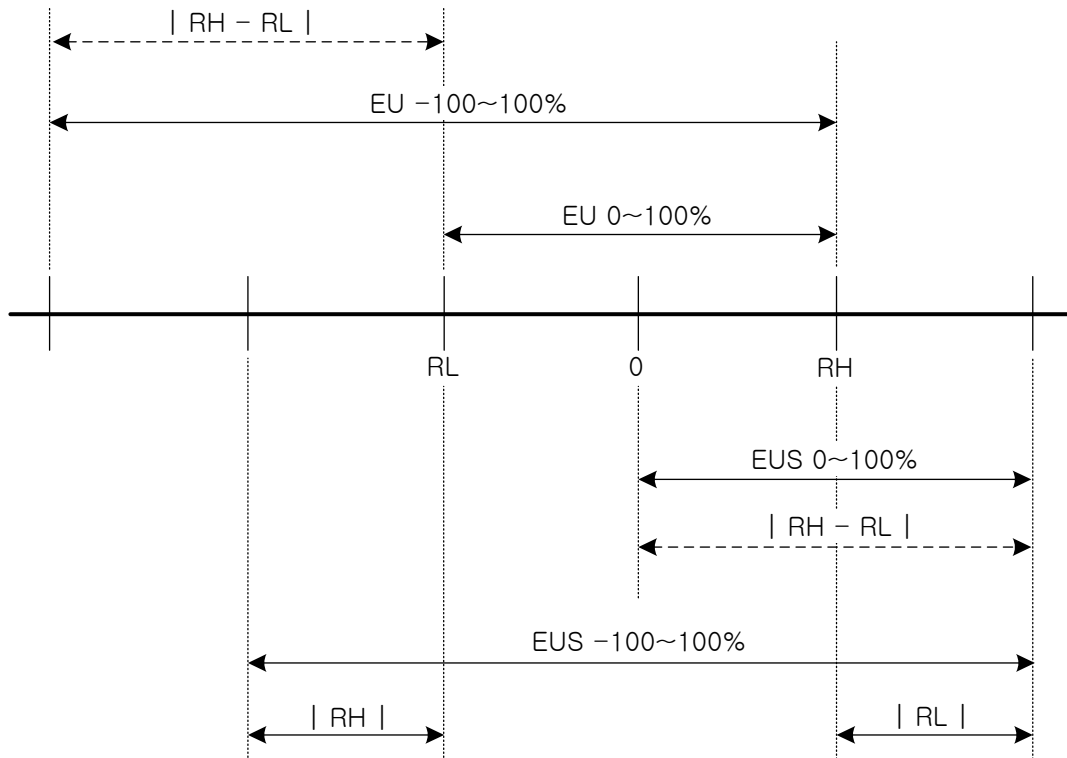 | RH - RL |
EU -100~100%
EU 0~100%
RL 0 RH
EUS 0~100%
| RH - RL |
EUS -100~100%
| RH | | RL |